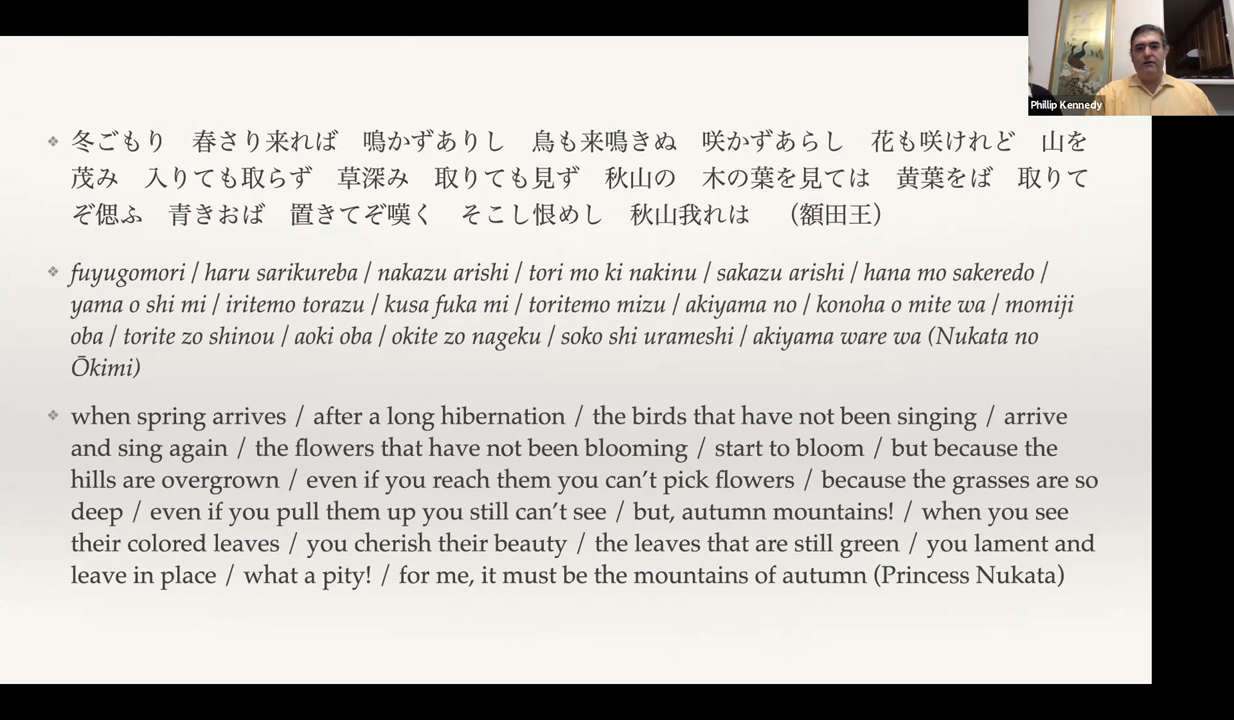 Phillip Kennedy
冬ごもり　春さり来れば　鳴かずありし　鳥も来鳴きぬ　咲かずあらし　花も咲けれど　山を
茂み　入りても取らず　草深み　取りても見ず　秋山の　木の葉を見ては　黄葉をば　取りて
ぞ偲ふ　青きおば　置きてぞ嘆く　そこし恨めし　秋山我れは　（額田王）
fuyugomori / haru sarikureba / nakazu arishi / tori mo ki nakinu / sakazu arishi / hana mo sakeredo /
yama o shi mi / iritemo torazu / kusa fuka mi / toritemo mizu / akiyama no / konoha o mite wa / momiji
oba / torite zo shinou / aoki oba / okite zo nageku / soko shi urameshi / akiyama ware wa (Nukata no
Ōkimi)
when spring arrives / after a long hibernation / the birds that have not been singing / arrive
and sing again / the flowers that have not been blooming / start to bloom / but because the
hills are overgrown / even if you reach them you can’t pick flowers / because the grasses are so
deep / even if you pull them up you still can’t see / but, autumn mountains! / when you see
their colored leaves / you cherish their beauty / the leaves that are still green / you lament and
leave in place / what a pity! / for me, it must be the mountains of autumn (Princess Nukata)